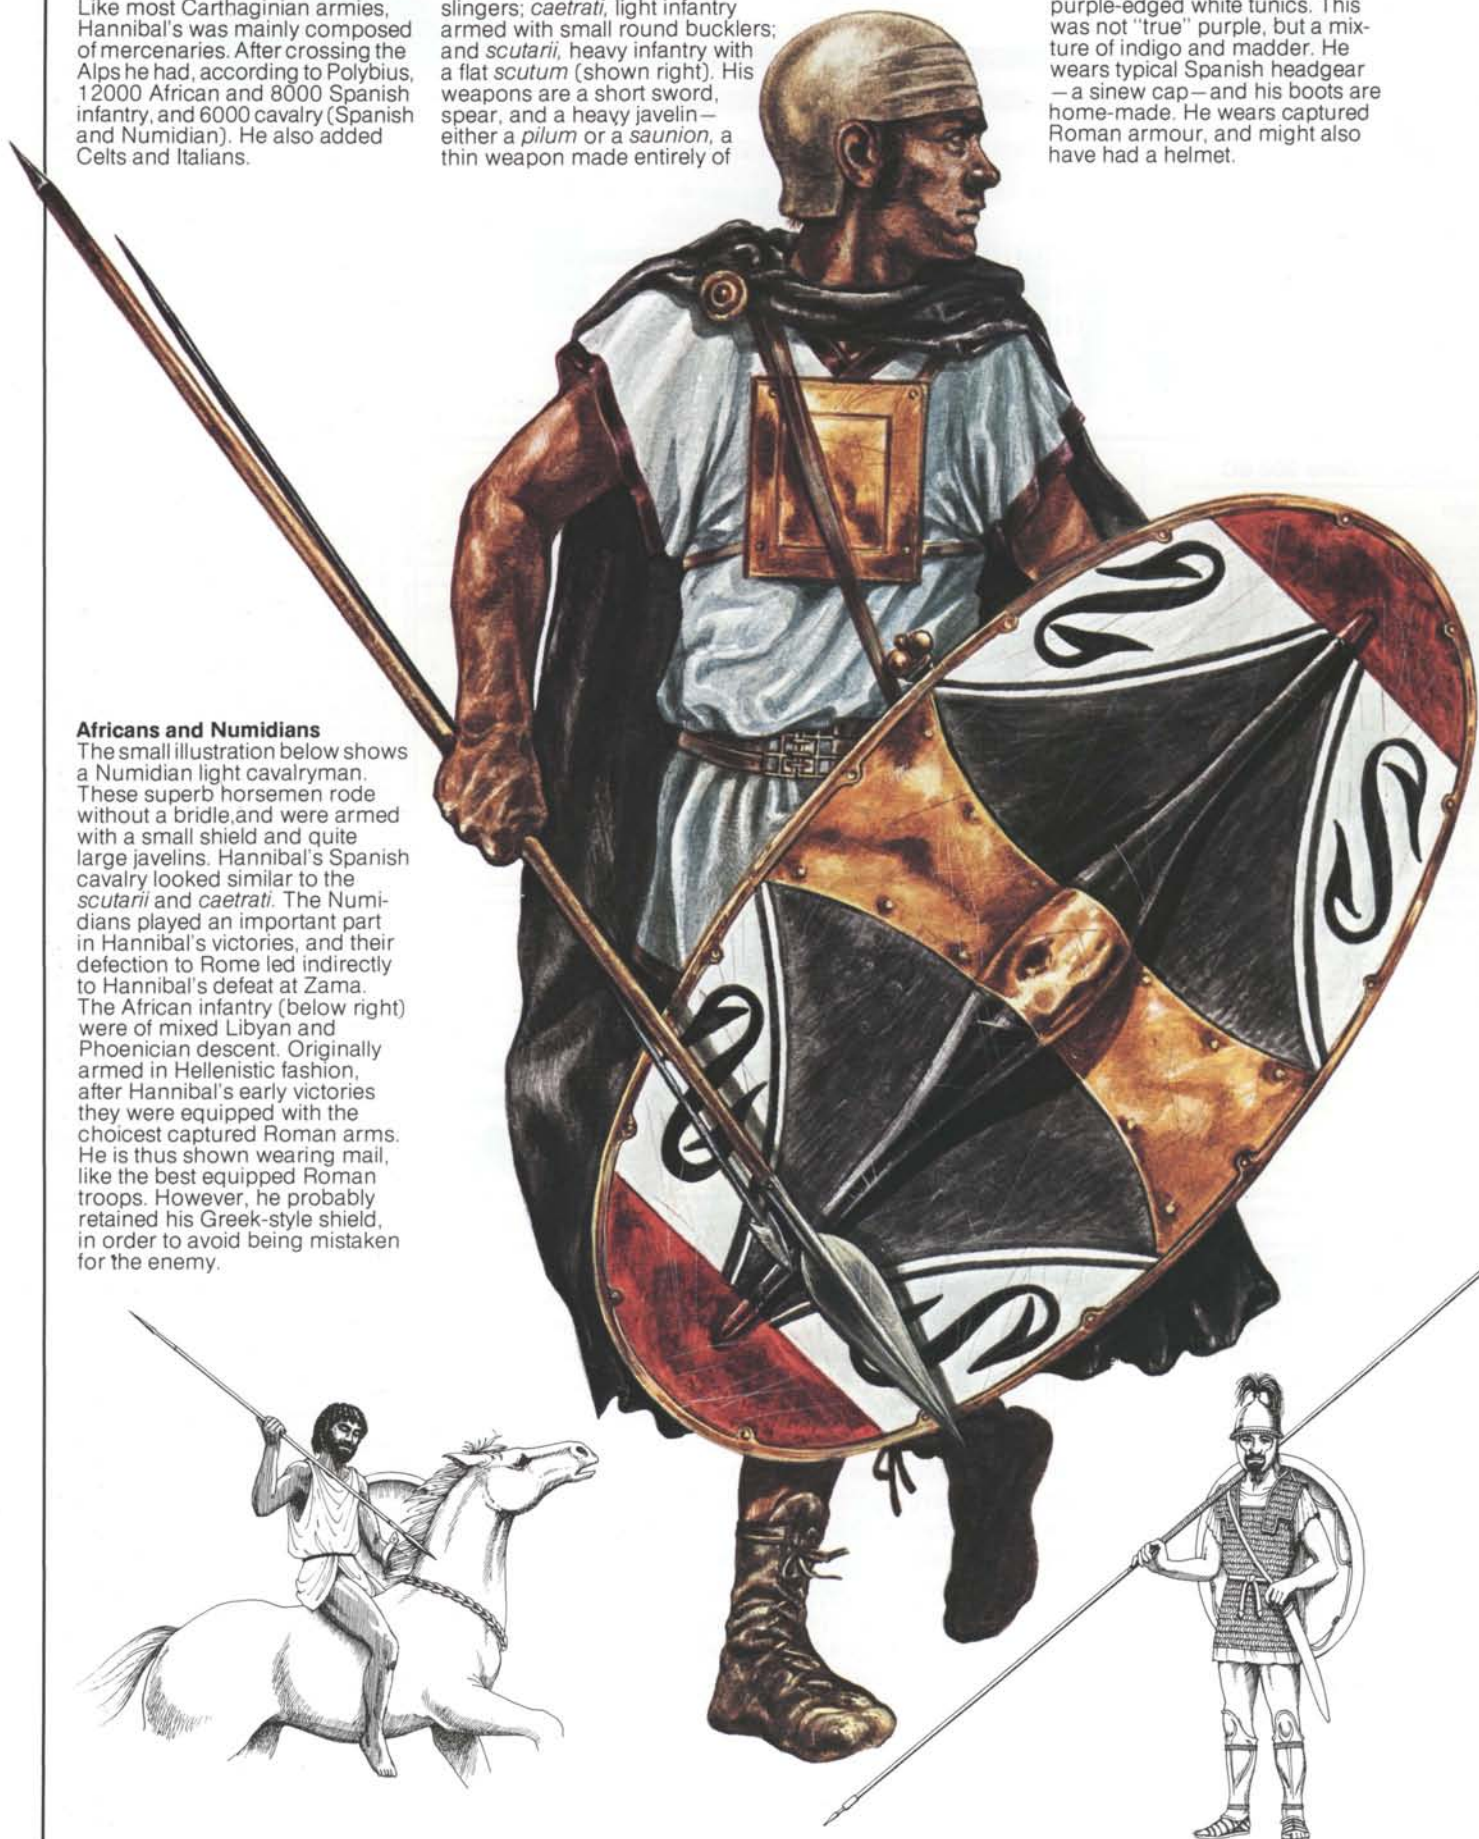 Like most Carthaginian armies,
Hannibal's was mainly composed
of mercenaries. After crossing the
Alps he had, according to Polybius,
12000 African and 8000 Spanish
infantry, and 6000 cavalry (Spanish
and Numidian). He also added
Celts and Italians.
slingers; caetrati, light infantry
armed with small round bucklers;
and scutarii, heavy infantry with
a flat scutum (shown right). His
weapons are a short sword,
spear, and a heavy javelin—
either a pilum or a saunion, a
thin weapon made entirely of
purple-edged white tunics. This
was not "true" purple, but a mix-
ture of indigo and madder. He
wears typical Spanish headgear
—a sinew cap—and his boots are
home-made. He wears captured
Roman armour, and might also
have had a helmet.
Africans and Numidians
The small illustration below shows
a Numidian light cavalryman.
These superb horsemen rode
without a bridle,and were armed
with a small shield and quite
large javelins. Hannibal's Spanish
cavalry looked similar to the
scutarii and caetrati. The Numi-
dians played an important part
in Hannibal's victories, and their
defection to Rome led indirectly
to Hannibal's defeat at Zama.
The African infantry (below right)
were of mixed Libyan and
Phoenician descent. Originally
armed in Hellenistic fashion,
after Hannibal's early victories
they were equipped with the
choicest captured Roman arms.
He is thus shown wearing mail,
like the best equipped Roman
troops. However, he probably
retained his Greek-style shield,
in order to avoid being mistaken
for the enemy.